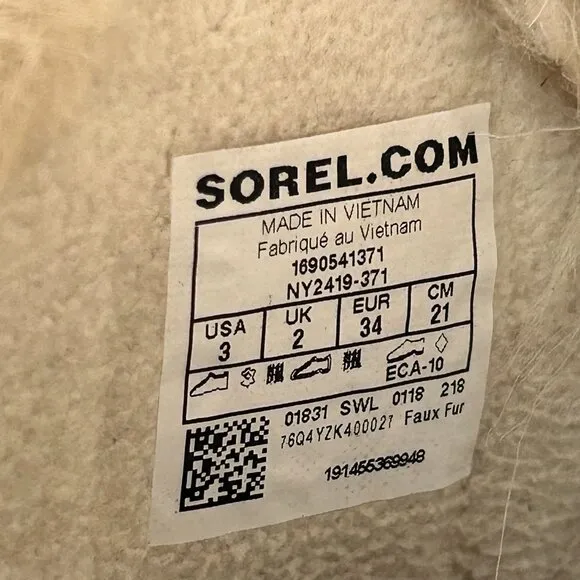 SOREL.COM
MADE IN VIETNAM
Fabriqué au Vietnam
1690541371
NY2419-371
USA UK EUR CM
3 2 34 21
ECA-10
01831 SWL 0118 218
76Q4YZK400027 Faux Fur
191455369948